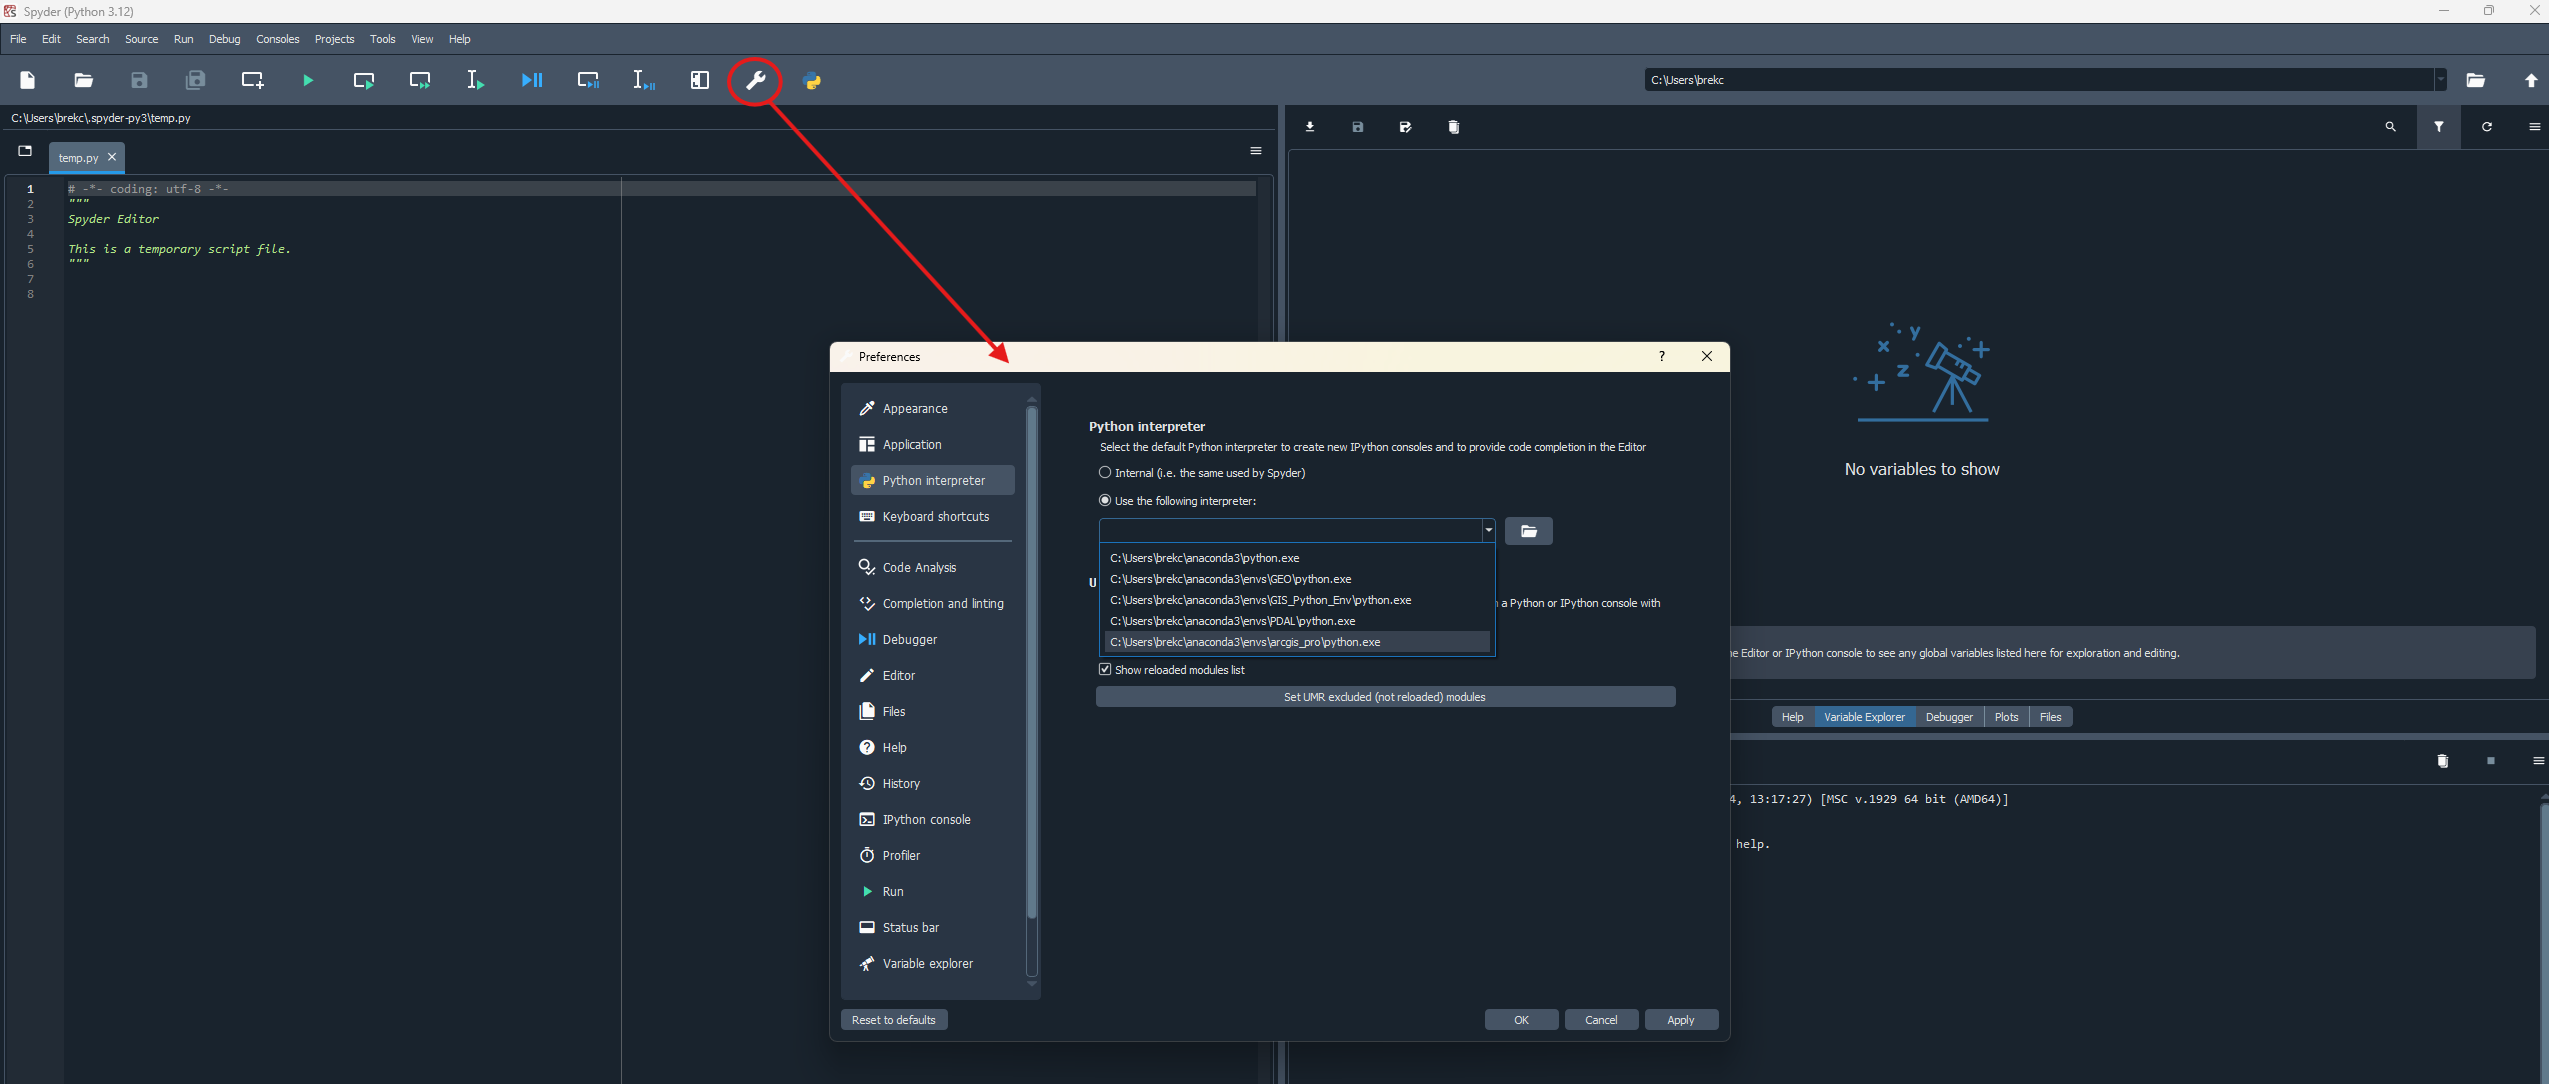 Spyder (Python 3.12)
File Edit Search Source Run Debug Consoles Projects Tools View Help
C:\Users\brekc
C:\Users\brekc\.spyder-py3\temp.py
temp.py
1 # -*- coding: utf-8 -*-
2 """
3 Spyder Editor
4
5 This is a temporary script file.
6 """
7
8
x y z
No variables to show
e Editor or IPython console to see any global variables listed here for exploration and editing.
Help Variable Explorer Debugger Plots Files
4, 13:17:27) [MSC v.1929 64 bit (AMD64)]
help.
Preferences ?
Appearance
Application
Python interpreter
Keyboard shortcuts
Code Analysis
Completion and linting
Debugger
Editor
Files
Help
History
IPython console
Profiler
Run
Status bar
Variable explorer
Python interpreter
Select the default Python interpreter to create new IPython consoles and to provide code completion in the Editor
Internal (i.e. the same used by Spyder)
Use the following interpreter:
C:\Users\brekc\anaconda3\python.exe
C:\Users\brekc\anaconda3\envs\GEO\python.exe
U
C:\Users\brekc\anaconda3\envs\GIS_Python_Env\python.exe
a Python or IPython console with
C:\Users\brekc\anaconda3\envs\PDAL\python.exe
C:\Users\brekc\anaconda3\envs\arcgis_pro\python.exe
Show reloaded modules list
Set UMR excluded (not reloaded) modules
Reset to defaults
OK Cancel Apply